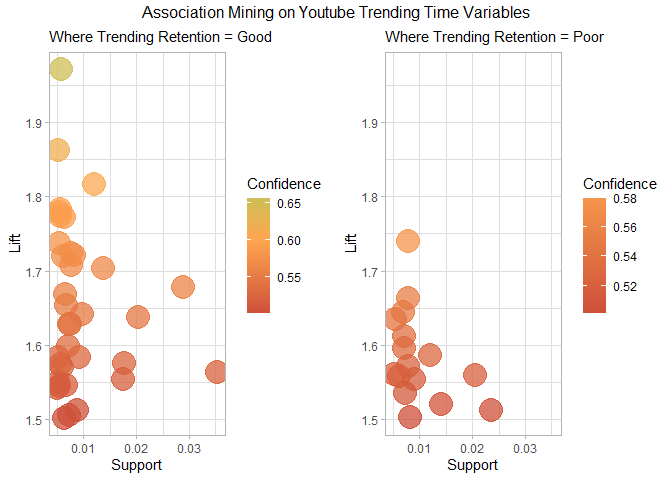 Association Mining on Youtube Trending Time Variables
Where Trending Retention = Good
Where Trending Retention = Poor
1.9
1.8
1.7
1.6
1.5
Lift
0.01 0.02 0.03
Support
Confidence
0.65
0.60
0.55
1.9
1.8
1.7
1.6
1.5
Lift
0.01 0.02 0.03
Support
Confidence
0.58
0.56
0.54
0.52